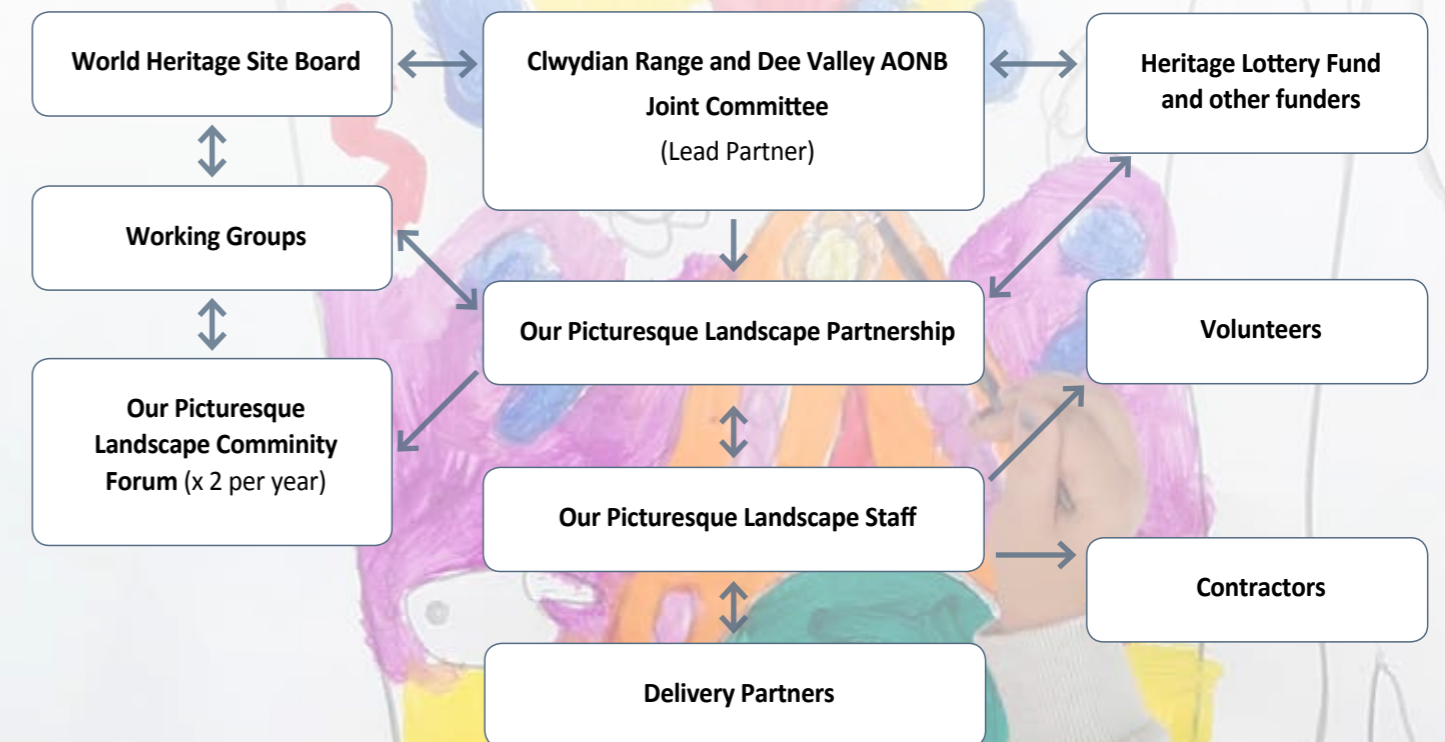 World Heritage Site Board
Clwydian Range and Dee Valley AONB
Joint Committee
(Lead Partner)
Heritage Lottery Fund
and other funders
Working Groups
Our Picturesque Landscape Partnership
Volunteers
Our Picturesque
Landscape Comminity
Forum (x 2 per year)
Our Picturesque Landscape Staff
Contractors
Delivery Partners